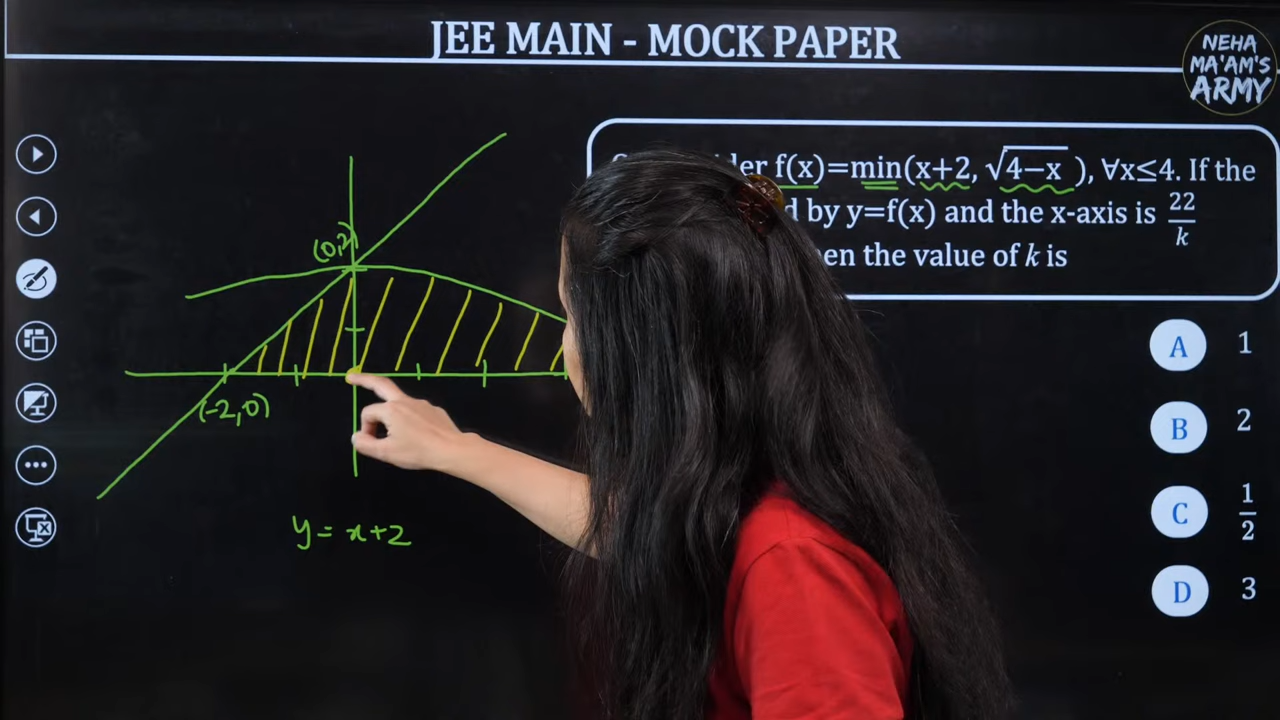 JEE MAIN - MOCK PAPER
NEHA
MA'AM'S
ARMY
f(x)=min(x+2, √4−x ), ∀x≤4. If the
by y=f(x) and the x-axis is 22/k
the value of k is
A 1
B 2
C 1/2
D 3
(0,2)
(-2,0)
y = x+2